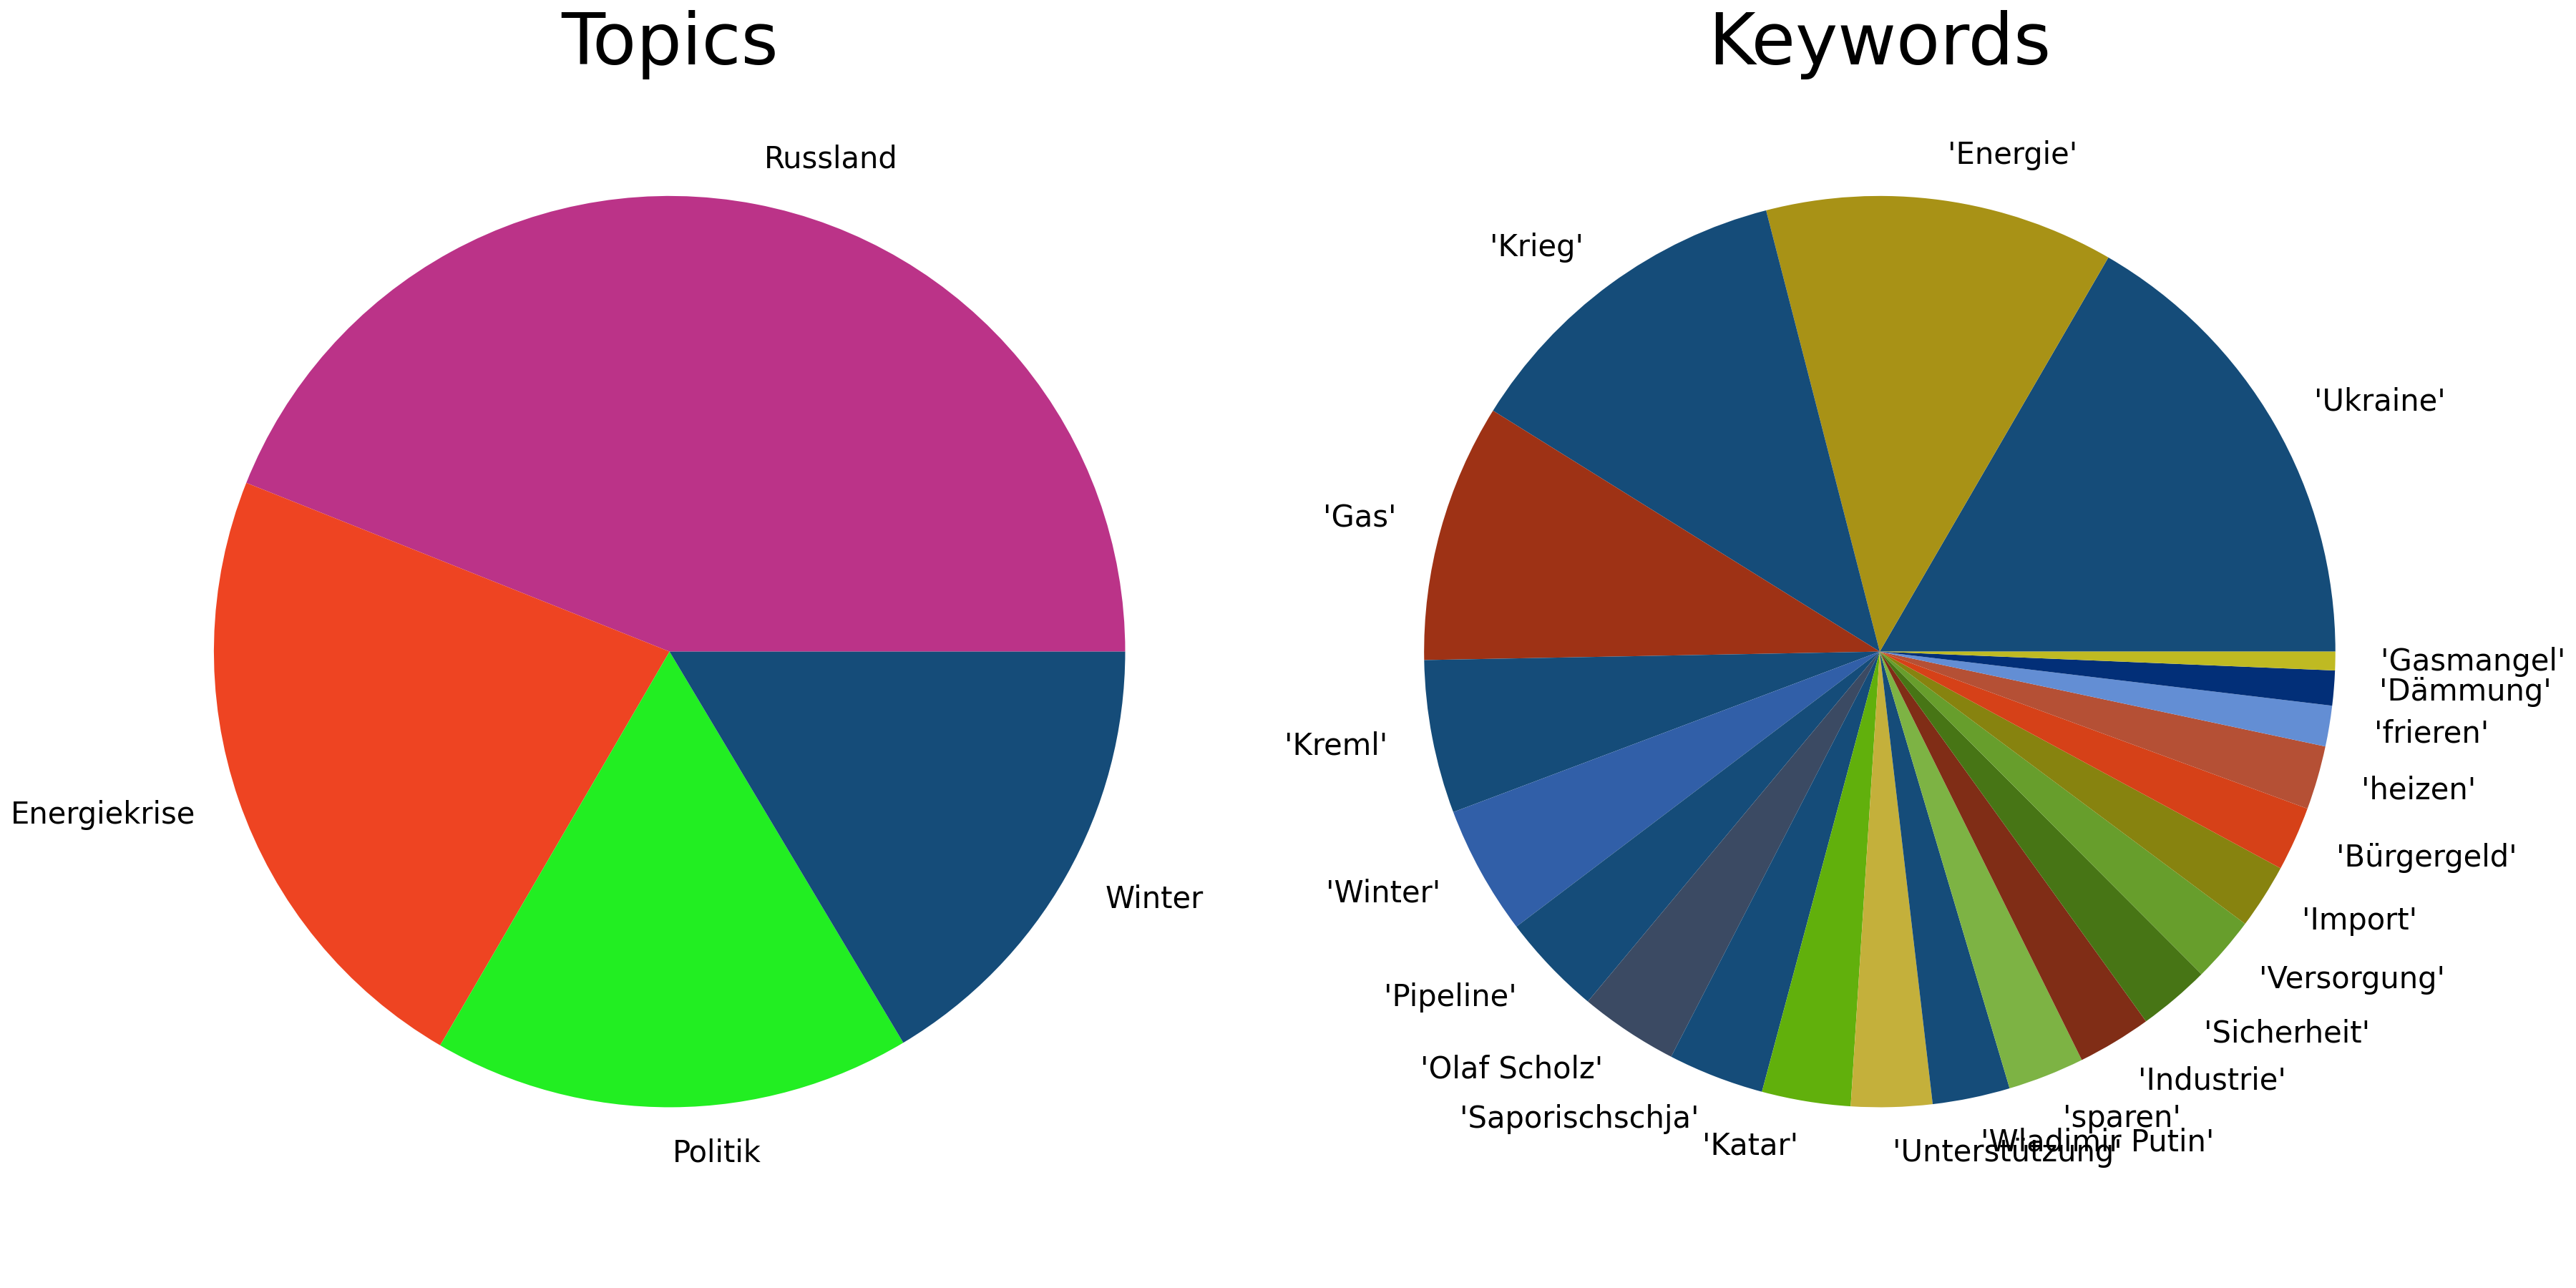 Topics
Russland
Energiekrise
Politik
Winter
Keywords
'Ukraine'
'Energie'
'Krieg'
'Gas'
'Kreml'
'Winter'
'Pipeline'
'Olaf Scholz'
'Saporischschja'
'Katar'
'Unterstützung'
'Wladimir Putin'
'sparen'
'Industrie'
'Sicherheit'
'Versorgung'
'Import'
'Bürgergeld'
'heizen'
'frieren'
'Dämmung'
'Gasmangel'